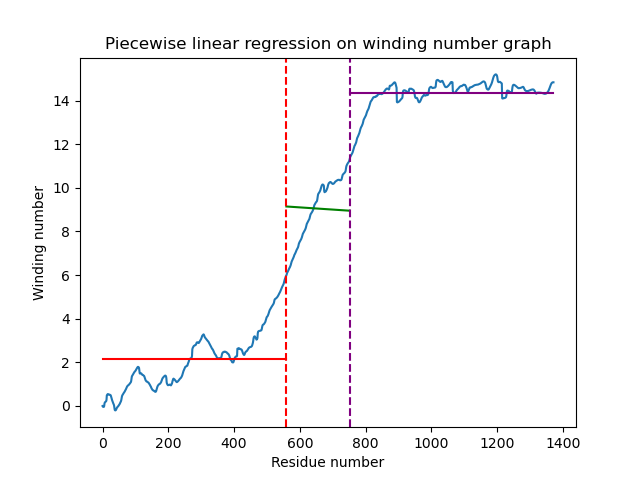 Piecewise linear regression on winding number graph
Winding number
14
12
10
8
6
4
2
0
0 200 400 600 800 1000 1200 1400
Residue number